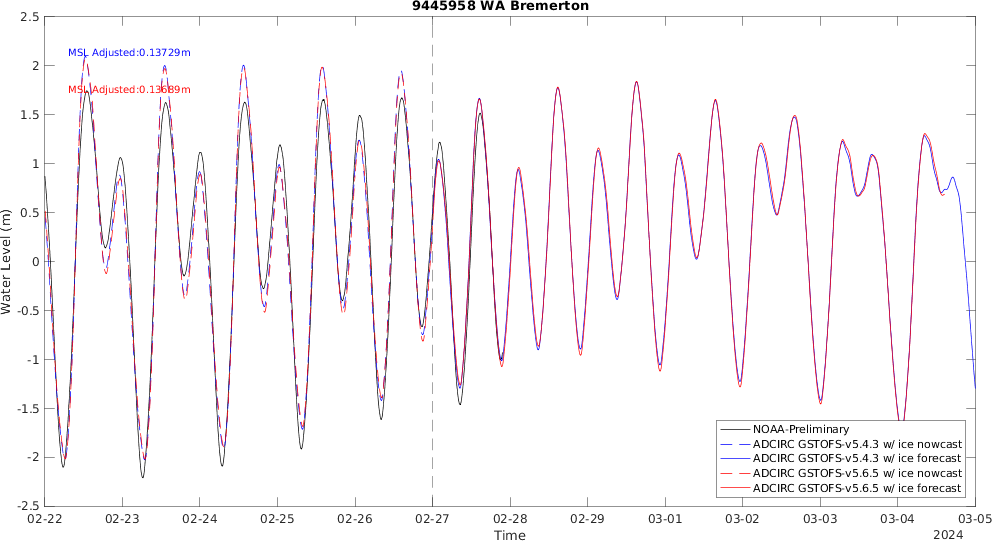 9445958 WA Bremerton
2.5
2
1.5
1
0.5
0
-0.5
-1
-1.5
-2
-2.5
Water Level (m)
MSL Adjusted:0.13729m
MSL Adjusted:0.13689m
NOAA-Preliminary
ADCIRC GSTOFS-v5.4.3 w/ ice nowcast
ADCIRC GSTOFS-v5.4.3 w/ ice forecast
ADCIRC GSTOFS-v5.6.5 w/ ice nowcast
ADCIRC GSTOFS-v5.6.5 w/ ice forecast
02-22 02-23 02-24 02-25 02-26 02-27 02-28 02-29 03-01 03-02 03-03 03-04 03-05
Time
2024